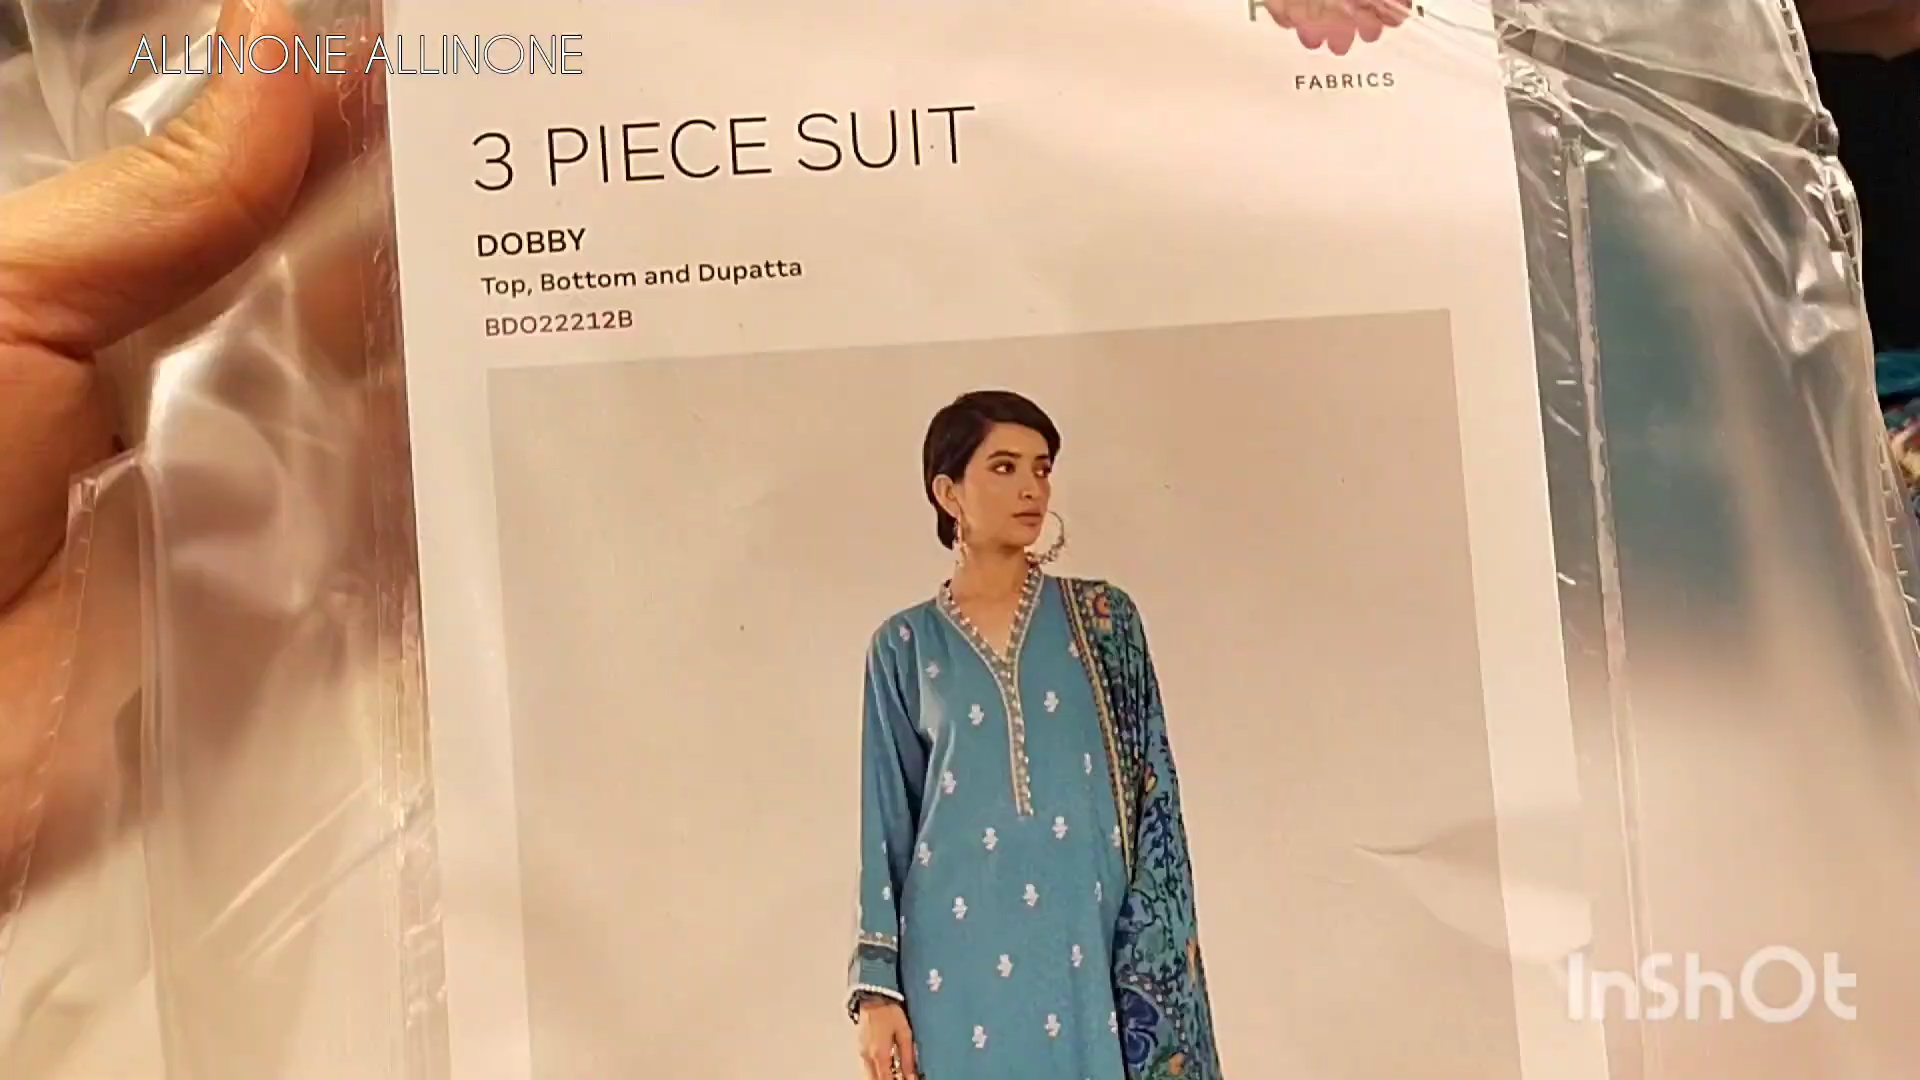 ALLINONE ALLINONE
FABRICS
3 PIECE SUIT
DOBBY
Top, Bottom and Dupatta
BDO22212B
InShOt